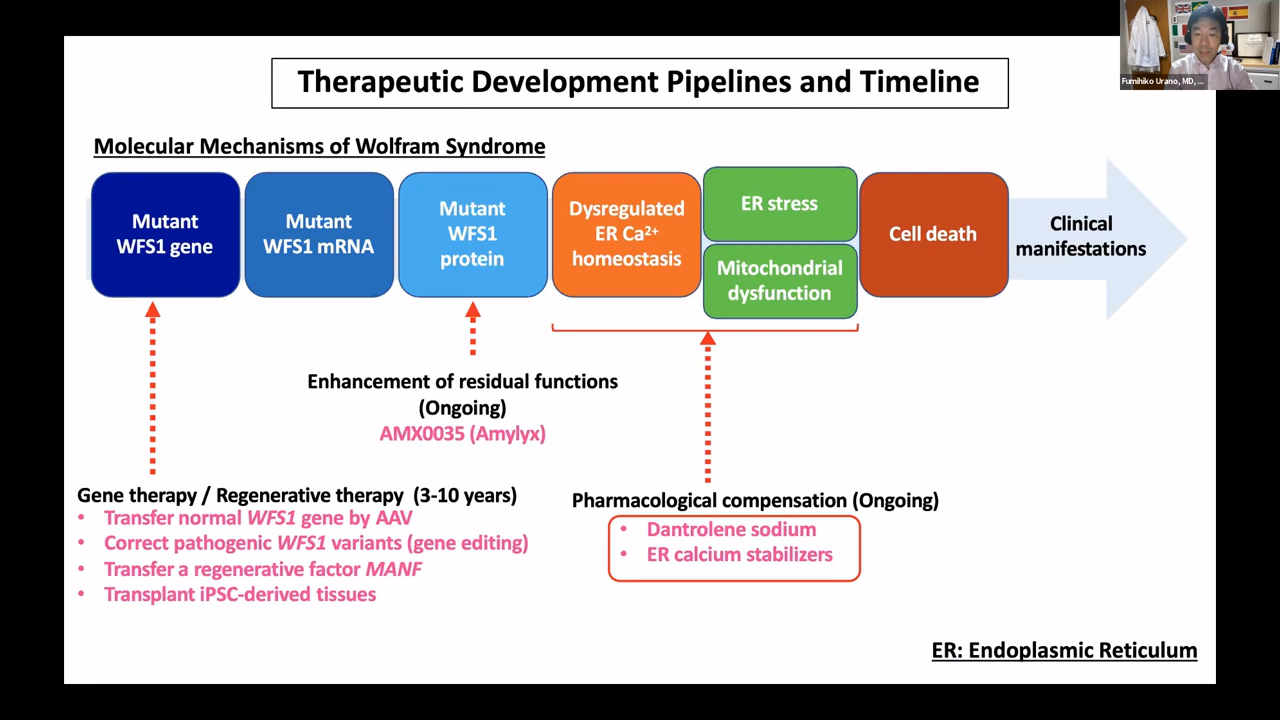 Fumihiko Urano, MD, ...
Therapeutic Development Pipelines and Timeline
Molecular Mechanisms of Wolfram Syndrome
Mutant
WFS1 gene
Mutant
WFS1 mRNA
Mutant
WFS1
protein
Dysregulated
ER Ca²⁺
homeostasis
ER stress
Mitochondrial
dysfunction
Cell death
Clinical
manifestations
Enhancement of residual functions
(Ongoing)
AMX0035 (Amylyx)
Gene therapy / Regenerative therapy (3-10 years)
• Transfer normal WFS1 gene by AAV
• Correct pathogenic WFS1 variants (gene editing)
• Transfer a regenerative factor MANF
• Transplant iPSC-derived tissues
Pharmacological compensation (Ongoing)
• Dantrolene sodium
• ER calcium stabilizers
ER: Endoplasmic Reticulum